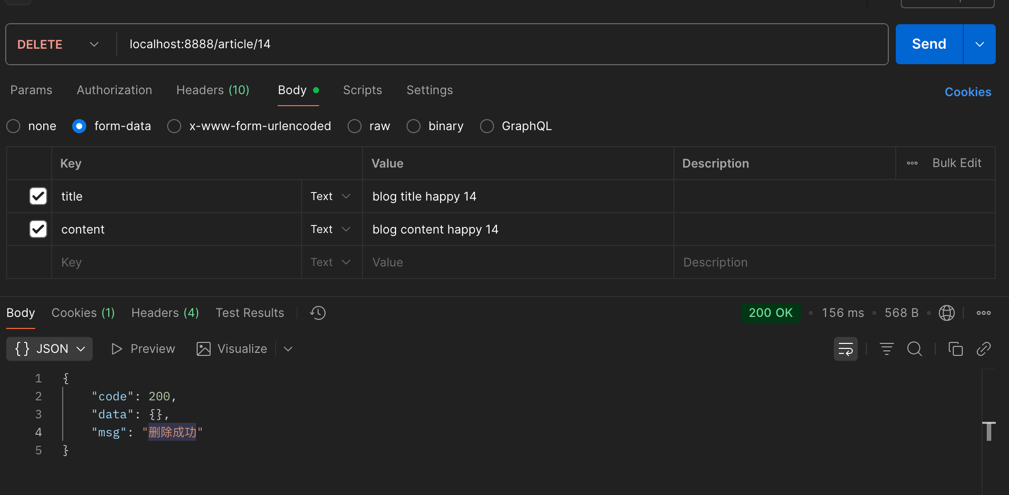 DELETE localhost:8888/article/14 Send
Params Authorization Headers (10) Body Scripts Settings Cookies
none form-data x-www-form-urlencoded raw binary GraphQL
Key Value Description Bulk Edit
title Text blog title happy 14
content Text blog content happy 14
Key Text Value Description
Body Cookies (1) Headers (4) Test Results 200 OK • 156 ms • 568 B •
{} JSON Preview Visualize
1 {
2 "code": 200,
3 "data": {},
4 "msg": "删除成功"
5 }